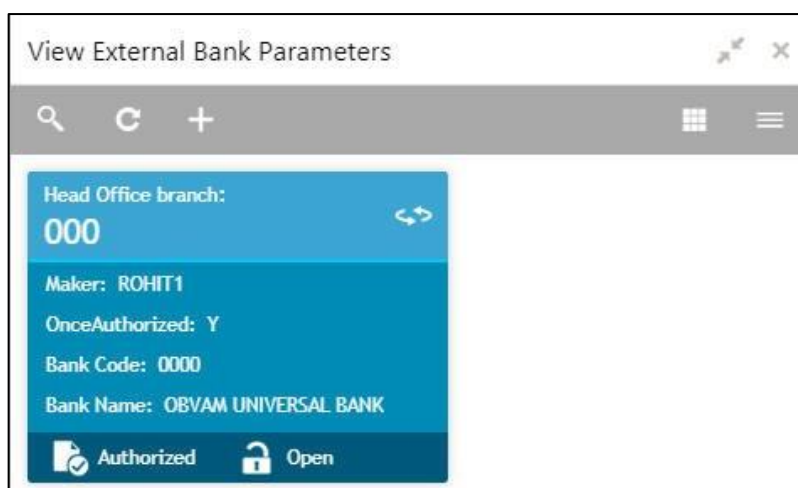 View External Bank Parameters
Head Office branch:
000
Maker: ROHIT1
OnceAuthorized: Y
Bank Code: 0000
Bank Name: OBVAM UNIVERSAL BANK
Authorized Open